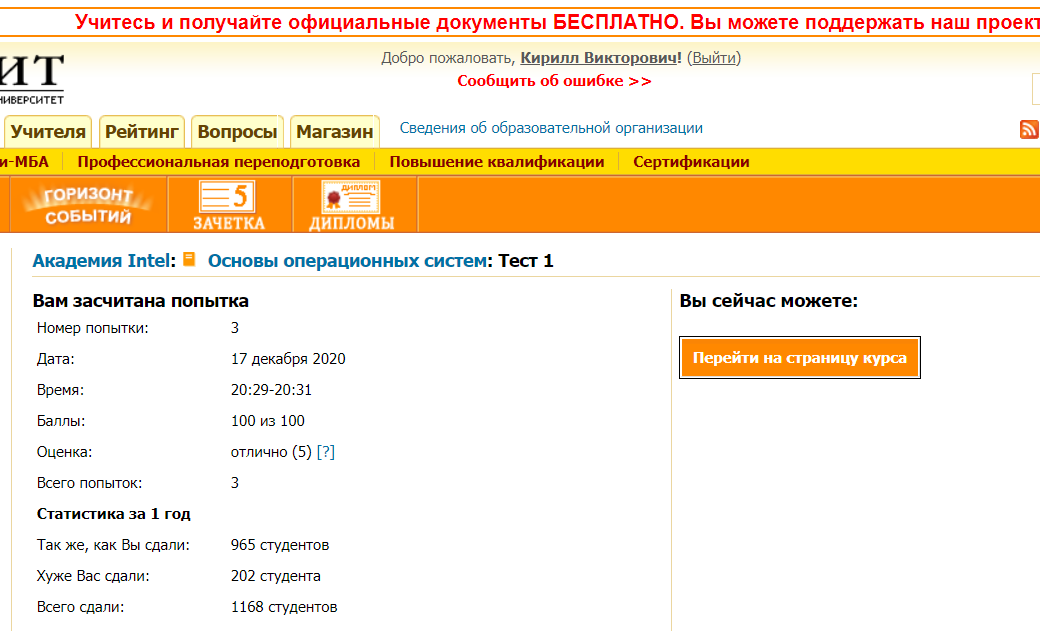 Учитесь и получайте официальные документы БЕСПЛАТНО. Вы можете поддержать наш проект
Добро пожаловать, Кирилл Викторович! (Выйти)
ИТ
НИВЕРСИТЕТ
Сообщить об ошибке >>
Учителя Рейтинг Вопросы Магазин Сведения об образовательной организации
и-МБА Профессиональная переподготовка Повышение квалификации Сертификации
ГОРИЗОНТ СОБЫТИЙ
5 ЗАЧЕТКА
ДИПЛОМ ДИПЛОМЫ
Академия Intel: Основы операционных систем: Тест 1
Вам засчитана попытка
Номер попытки: 3
Дата: 17 декабря 2020
Время: 20:29-20:31
Баллы: 100 из 100
Оценка: отлично (5) [?]
Всего попыток: 3
Статистика за 1 год
Так же, как Вы сдали: 965 студентов
Хуже Вас сдали: 202 студента
Всего сдали: 1168 студентов
Вы сейчас можете:
Перейти на страницу курса